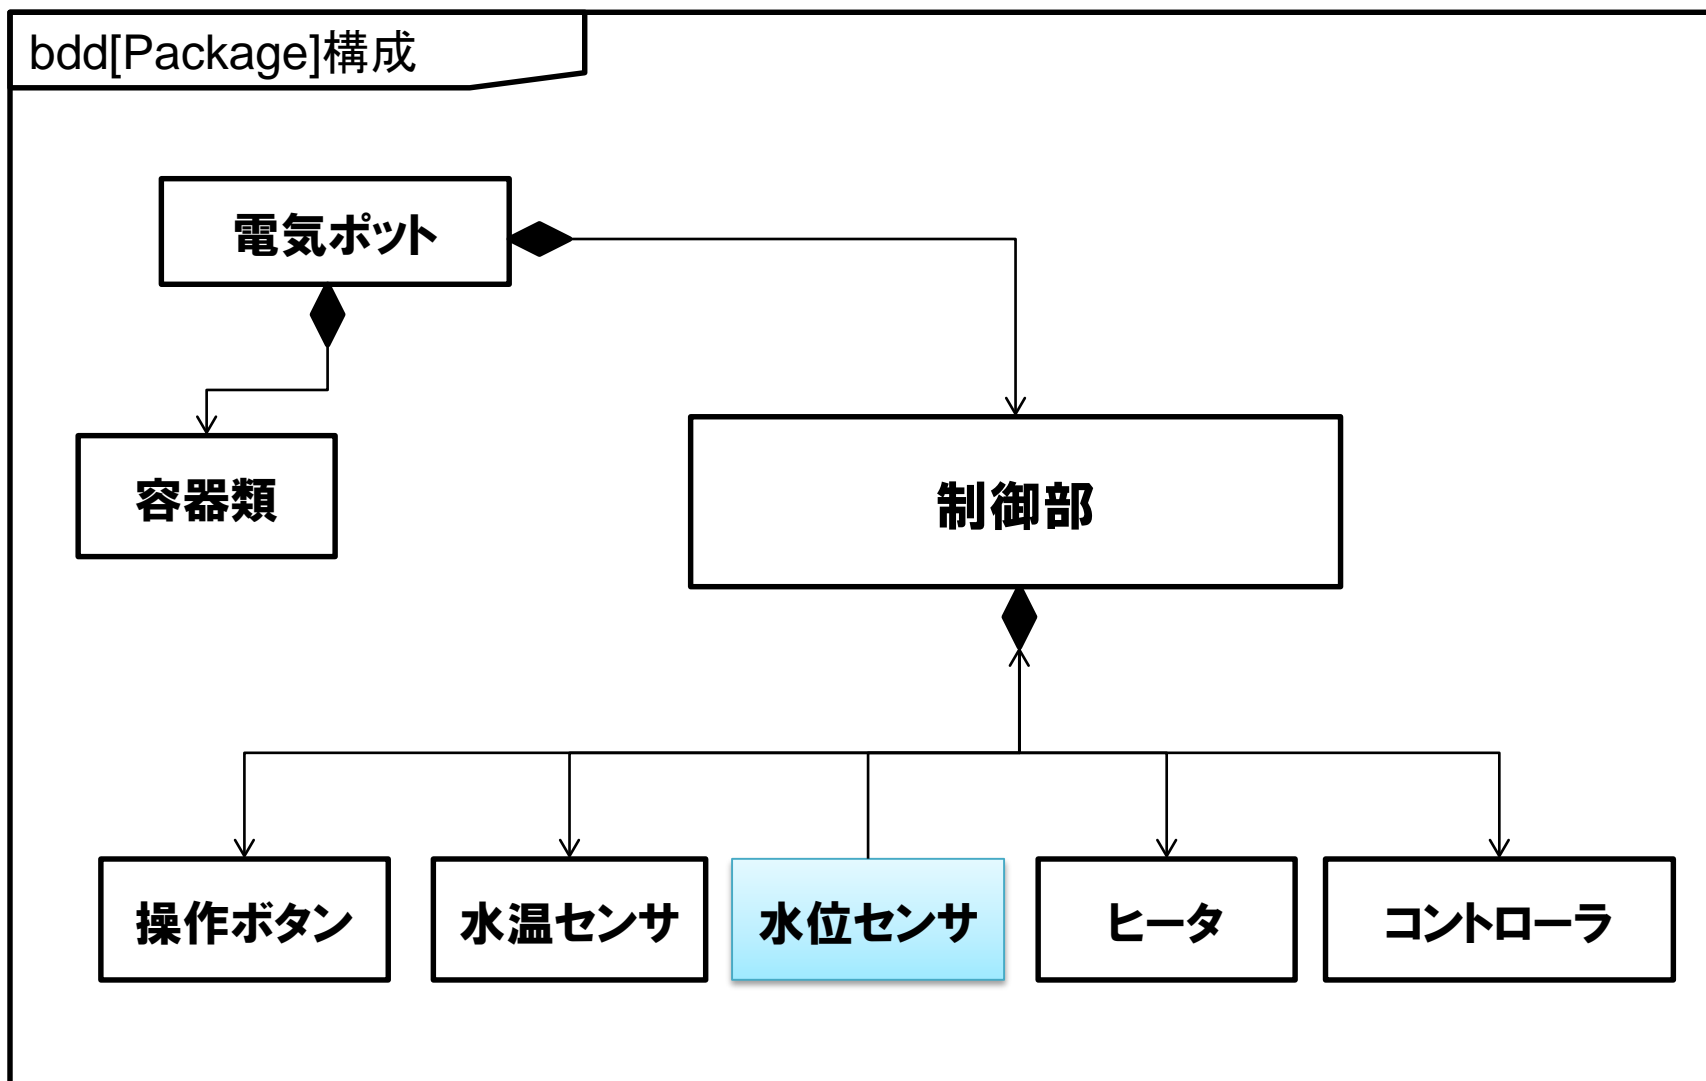 bdd[Package]構成
電気ポット
容器類
制御部
操作ボタン
水温センサ
水位センサ
ヒータ
コントローラ